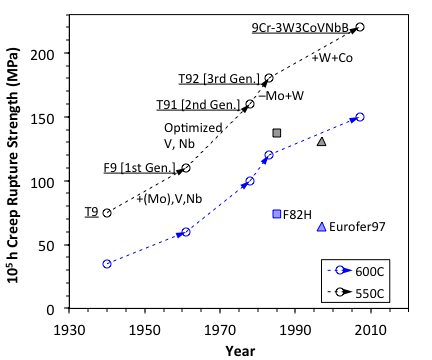 10⁵ h Creep Rupture Strength (MPa)
200
150
100
50
0
9Cr-3W3CoVNbB
+W+Co
T92 [3rd Gen.]
–Mo+W
T91 [2nd Gen.]
Optimized
V, Nb
F9 [1st Gen.]
+(Mo),V,Nb
T9
F82H
Eurofer97
600C
550C
1930
1950
1970
1990
2010
Year